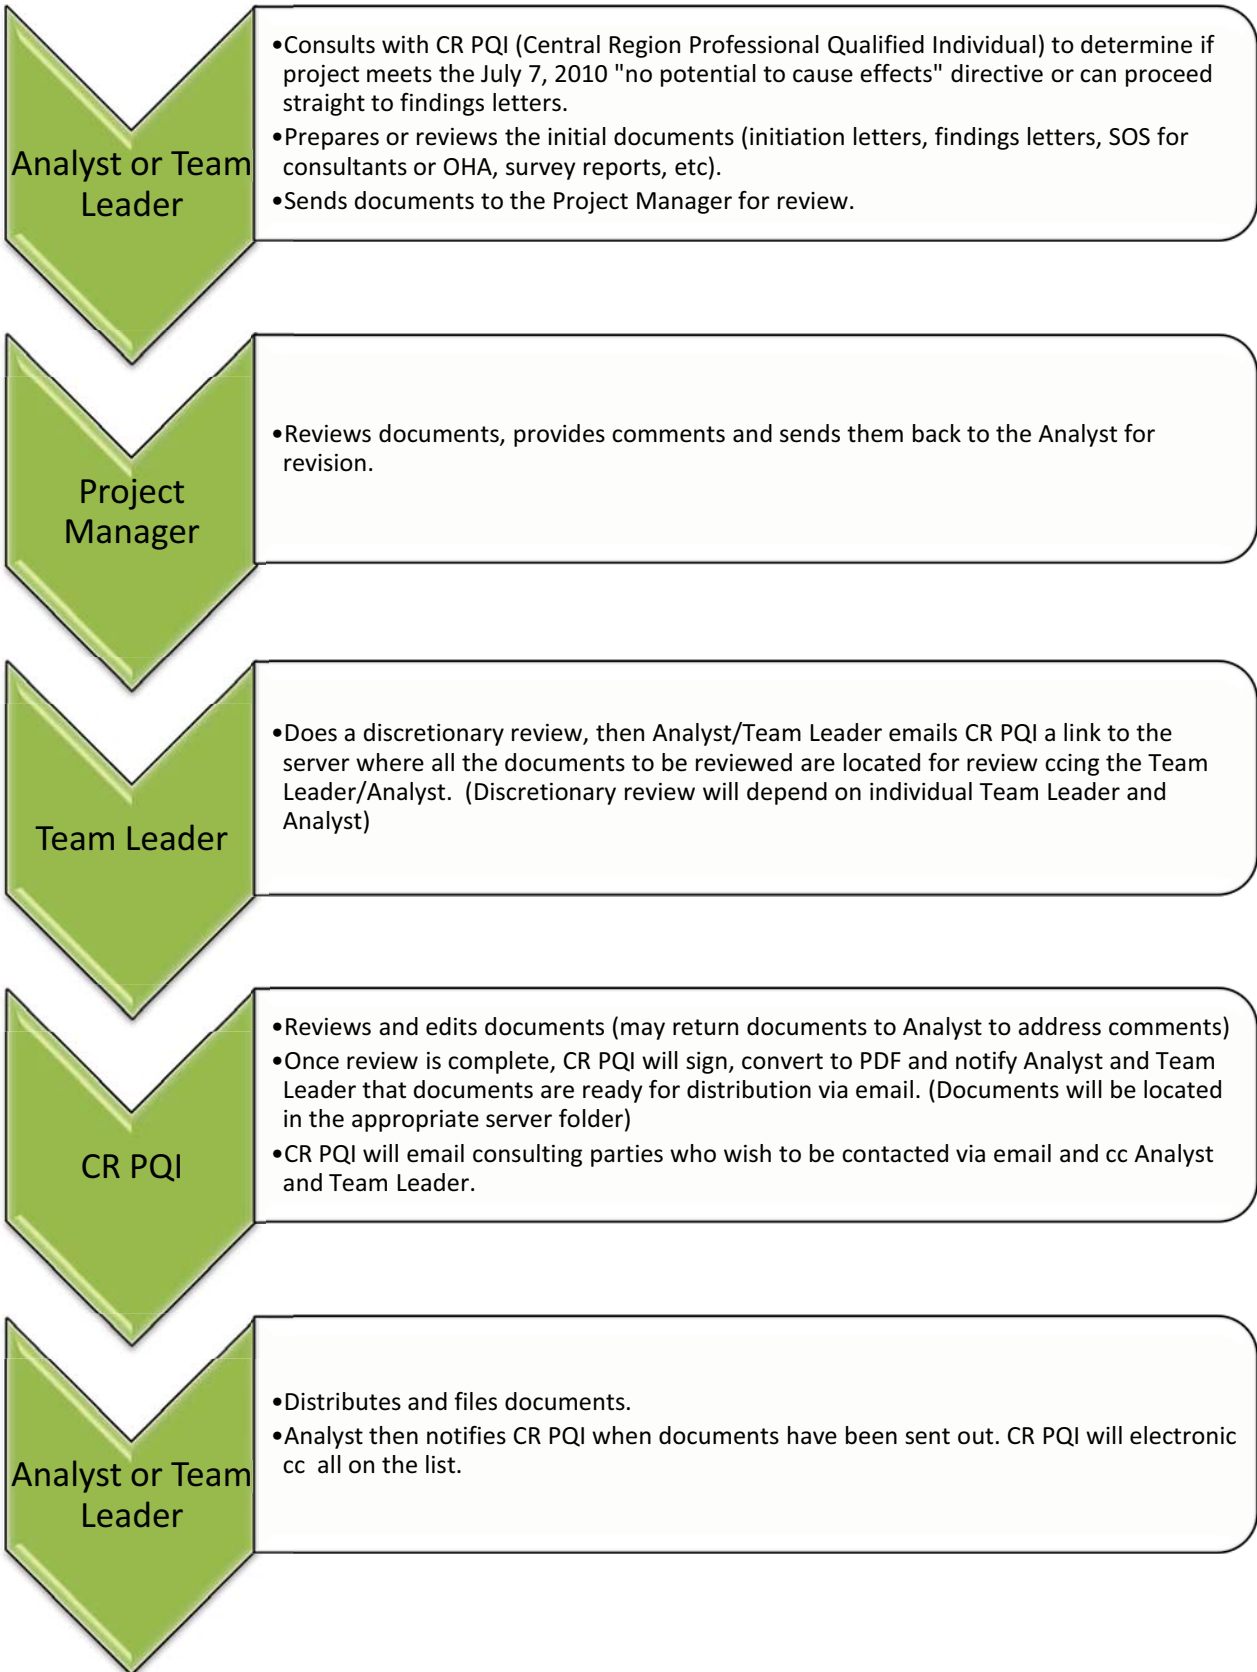 Analyst or Team
Leader
•Consults with CR PQI (Central Region Professional Qualified Individual) to determine if
project meets the July 7, 2010 "no potential to cause effects" directive or can proceed
straight to findings letters.
•Prepares or reviews the initial documents (initiation letters, findings letters, SOS for
consultants or OHA, survey reports, etc).
•Sends documents to the Project Manager for review.
Project
Manager
•Reviews documents, provides comments and sends them back to the Analyst for
revision.
Team Leader
•Does a discretionary review, then Analyst/Team Leader emails CR PQI a link to the
server where all the documents to be reviewed are located for review ccing the Team
Leader/Analyst.  (Discretionary review will depend on individual Team Leader and
Analyst)
CR PQI
•Reviews and edits documents (may return documents to Analyst to address comments)
•Once review is complete, CR PQI will sign, convert to PDF and notify Analyst and Team
Leader that documents are ready for distribution via email. (Documents will be located
in the appropriate server folder)
•CR PQI will email consulting parties who wish to be contacted via email and cc Analyst
and Team Leader.
Analyst or Team
Leader
•Distributes and files documents.
•Analyst then notifies CR PQI when documents have been sent out. CR PQI will electronic
cc  all on the list.